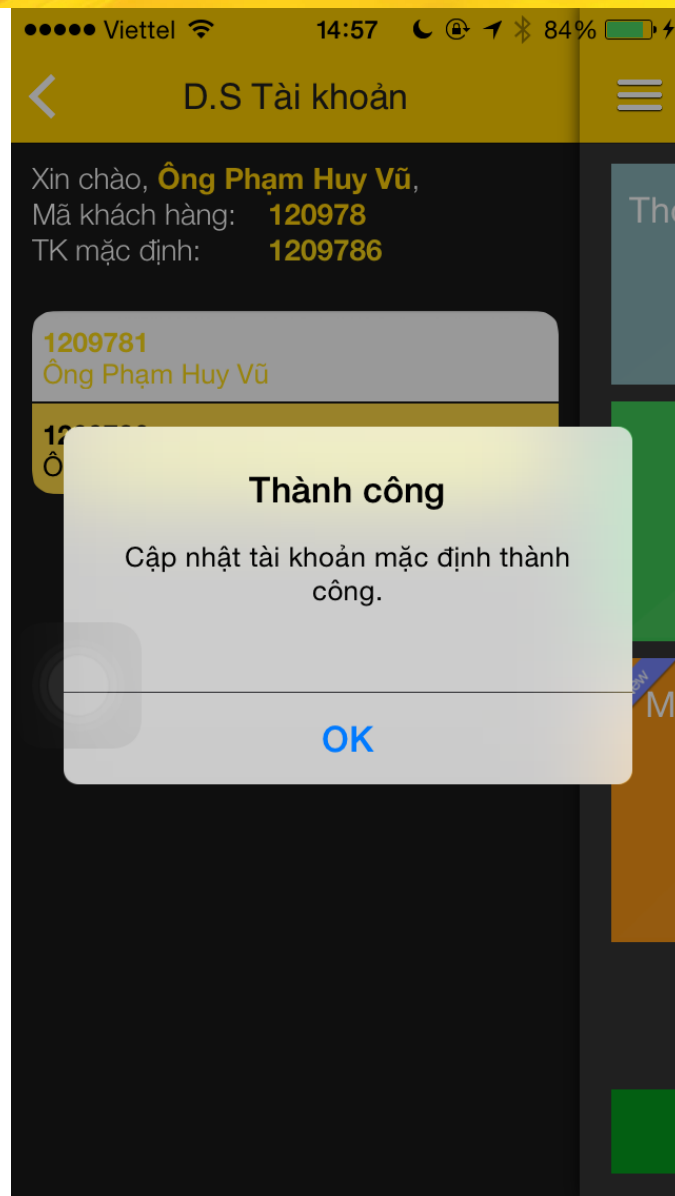 Viettel 14:57 84%
D.S Tài khoản
Xin chào, Ông Phạm Huy Vũ,
Mã khách hàng: 120978
TK mặc định: 1209786
1209781
Ông Phạm Huy Vũ
Thành công
Cập nhật tài khoản mặc định thành
công.
OK